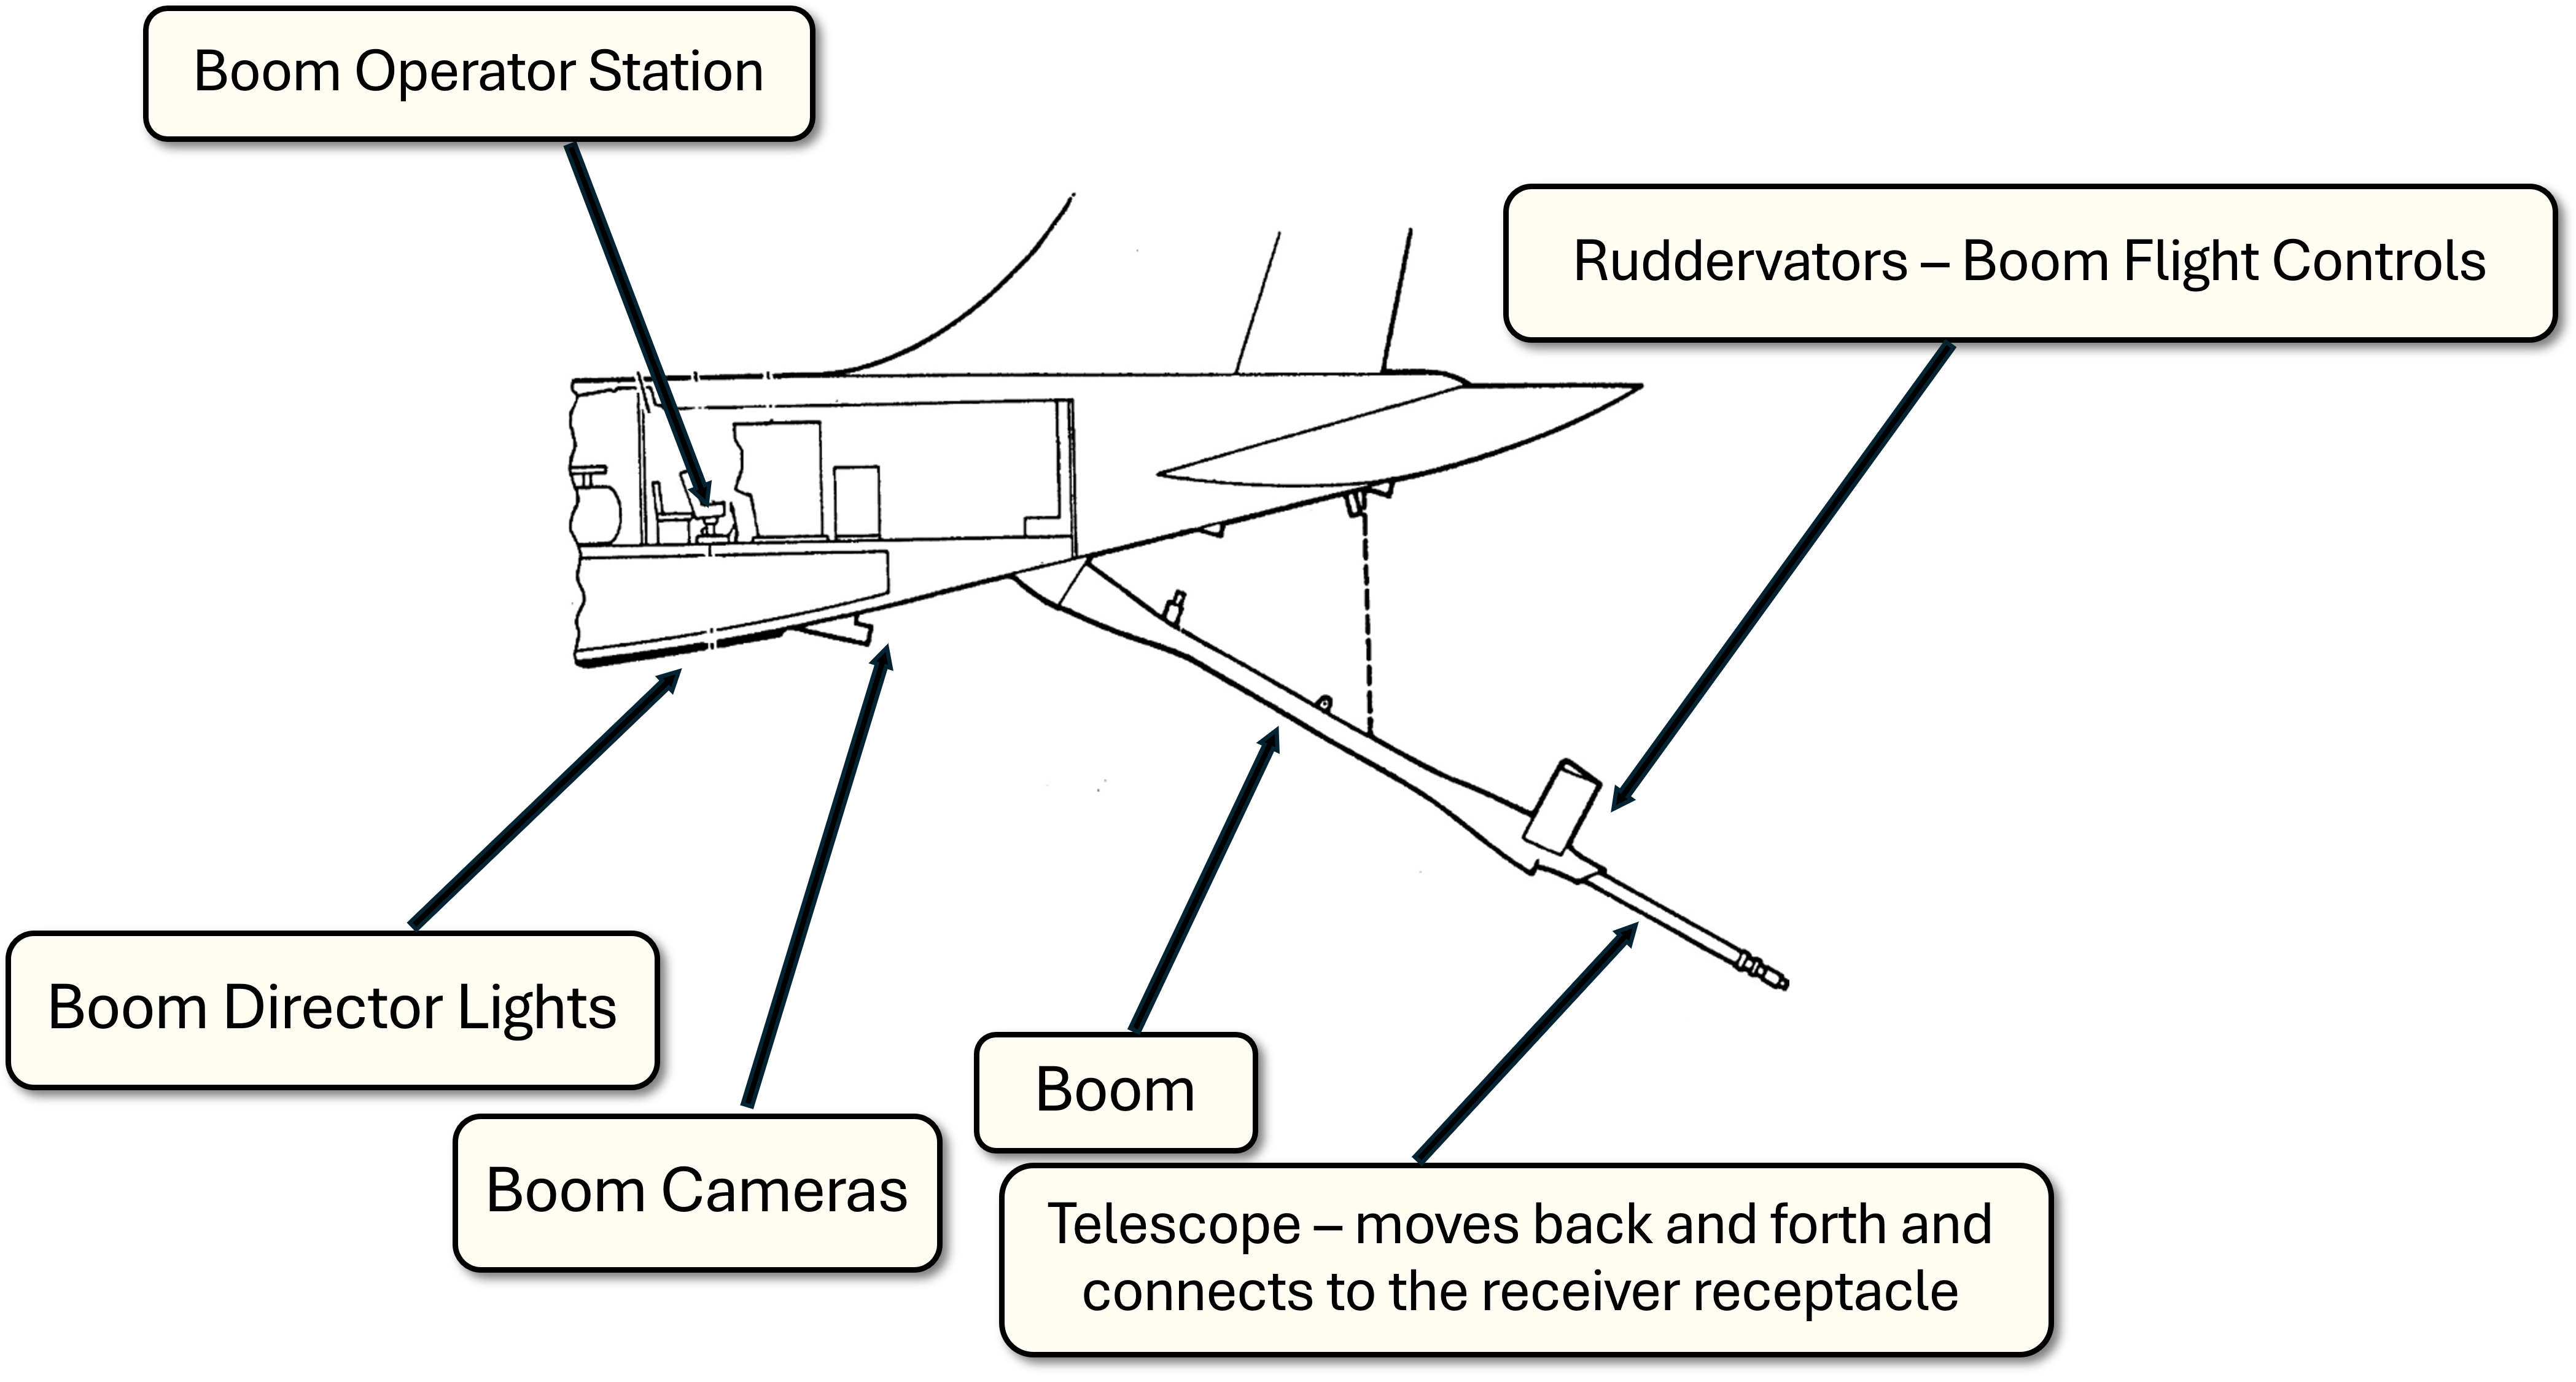 Boom Operator Station
Ruddervators – Boom Flight Controls
Boom Director Lights
Boom Cameras
Boom
Telescope – moves back and forth and
connects to the receiver receptacle